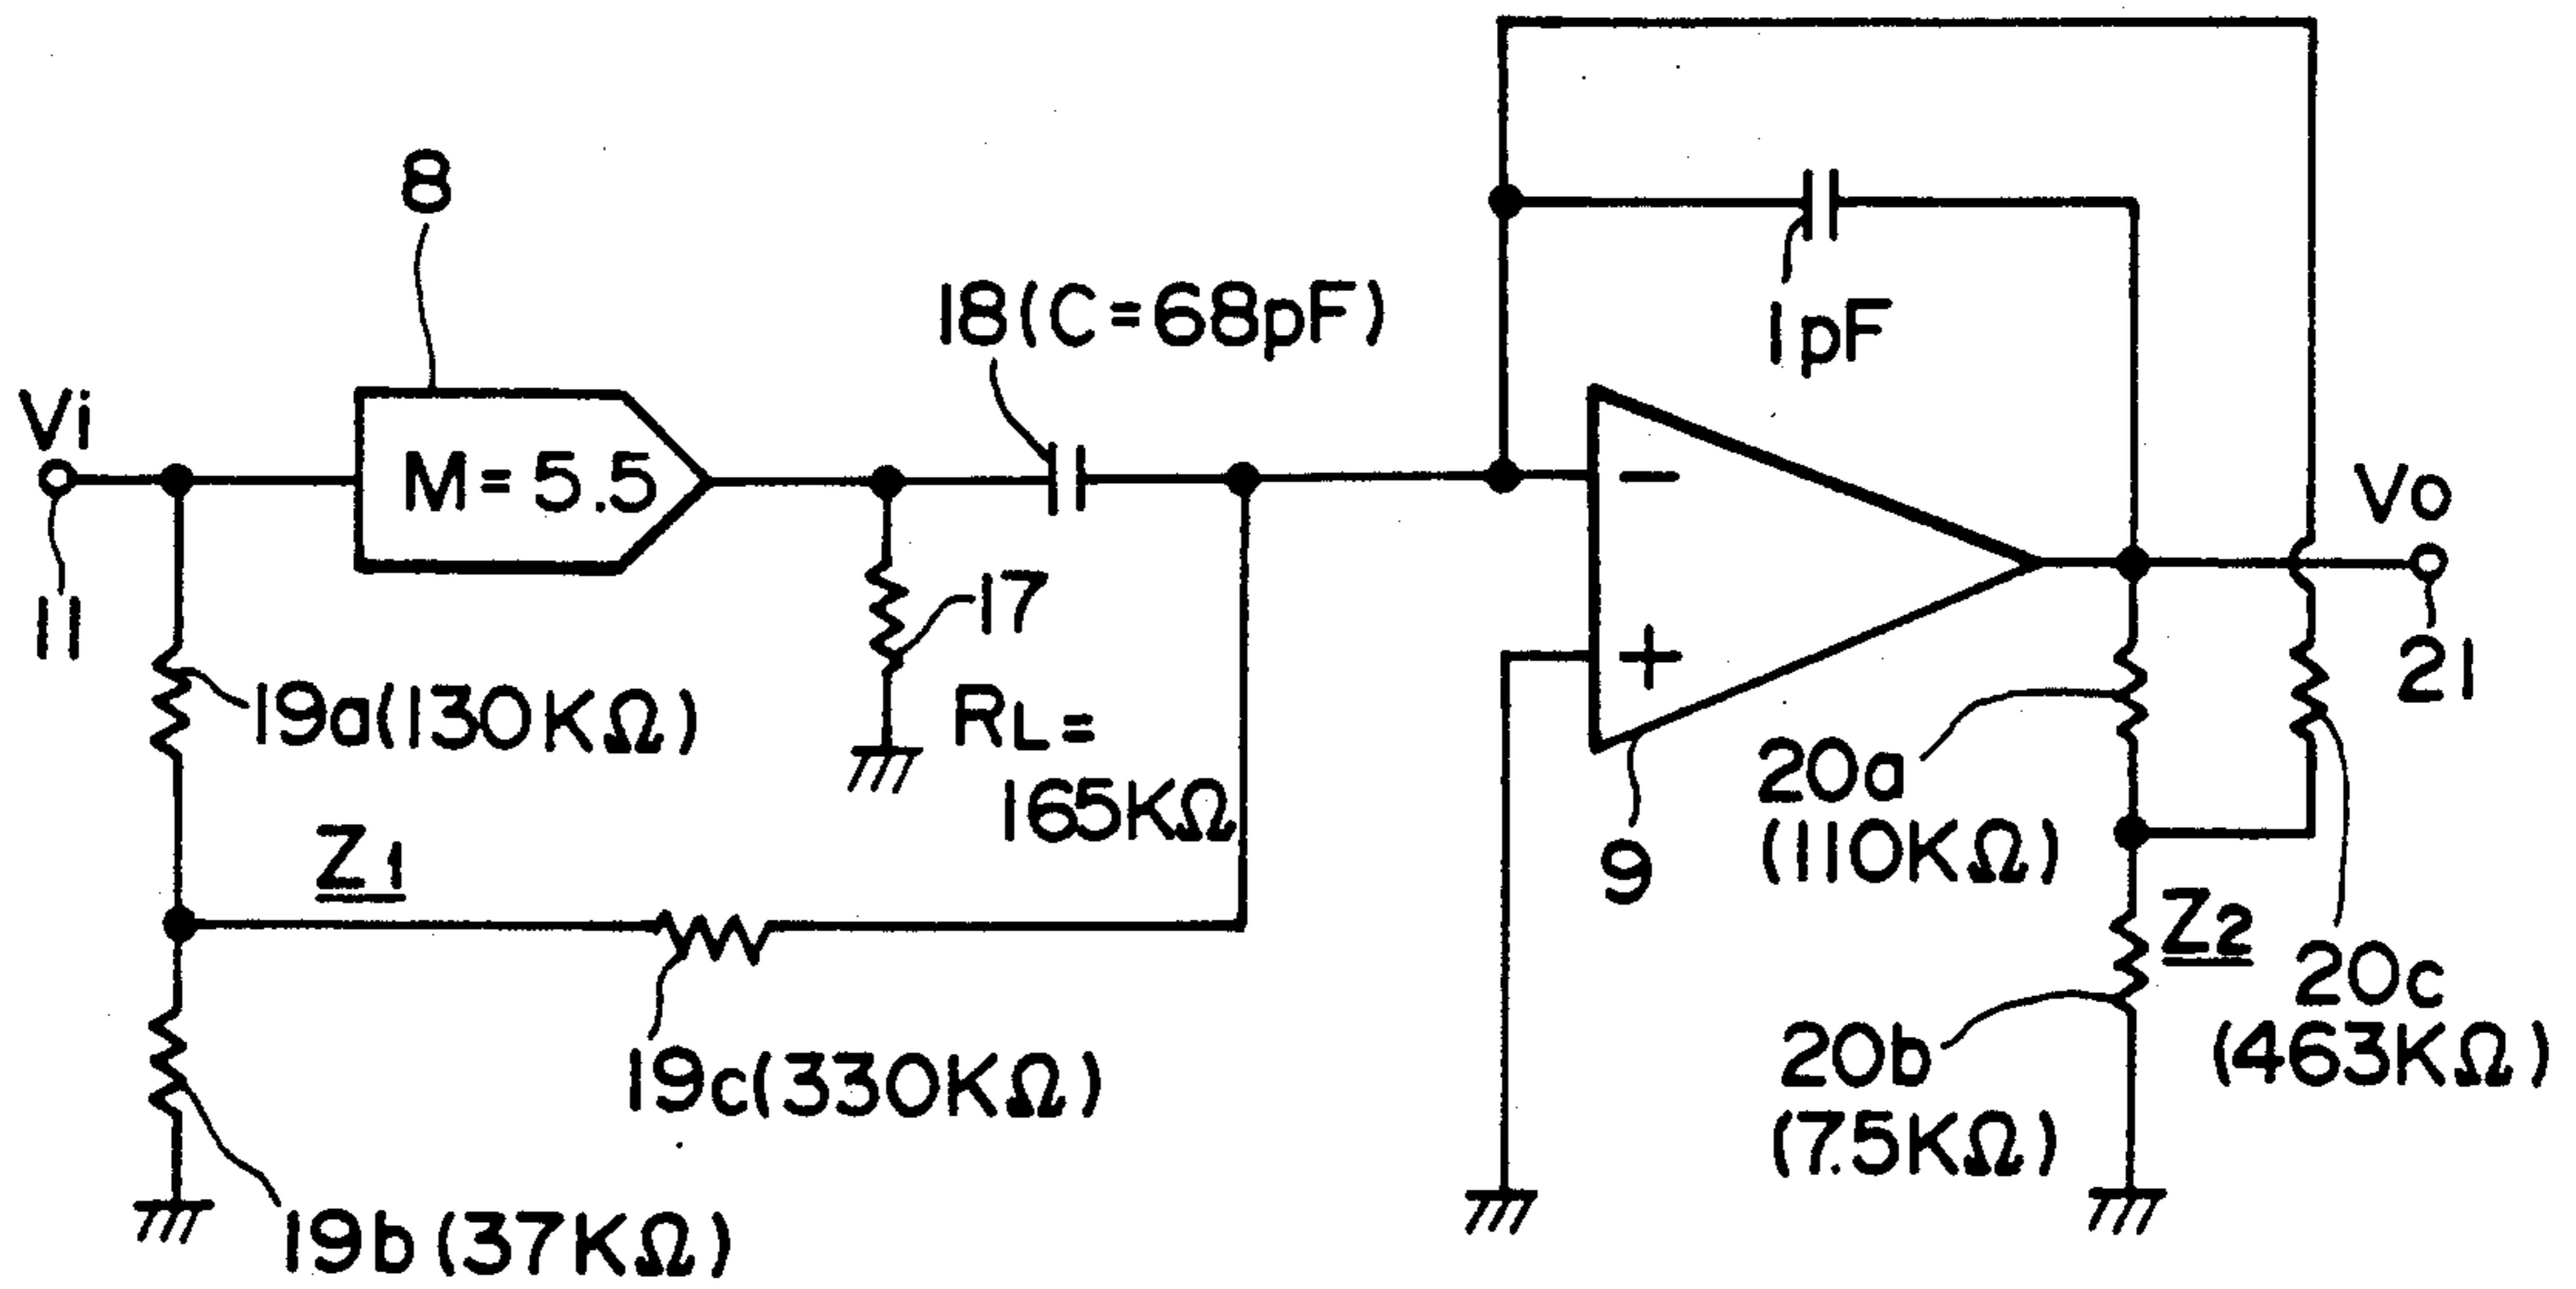 8
Vi
11
M = 5.5
18 (C = 68pF)
17
RL =
165KΩ
19a (130KΩ)
Z1
19c (330KΩ)
19b (37KΩ)
1pF
−
+
9
Vo
21
20a
(110KΩ)
Z2
20b
(7.5KΩ)
20c
(463KΩ)